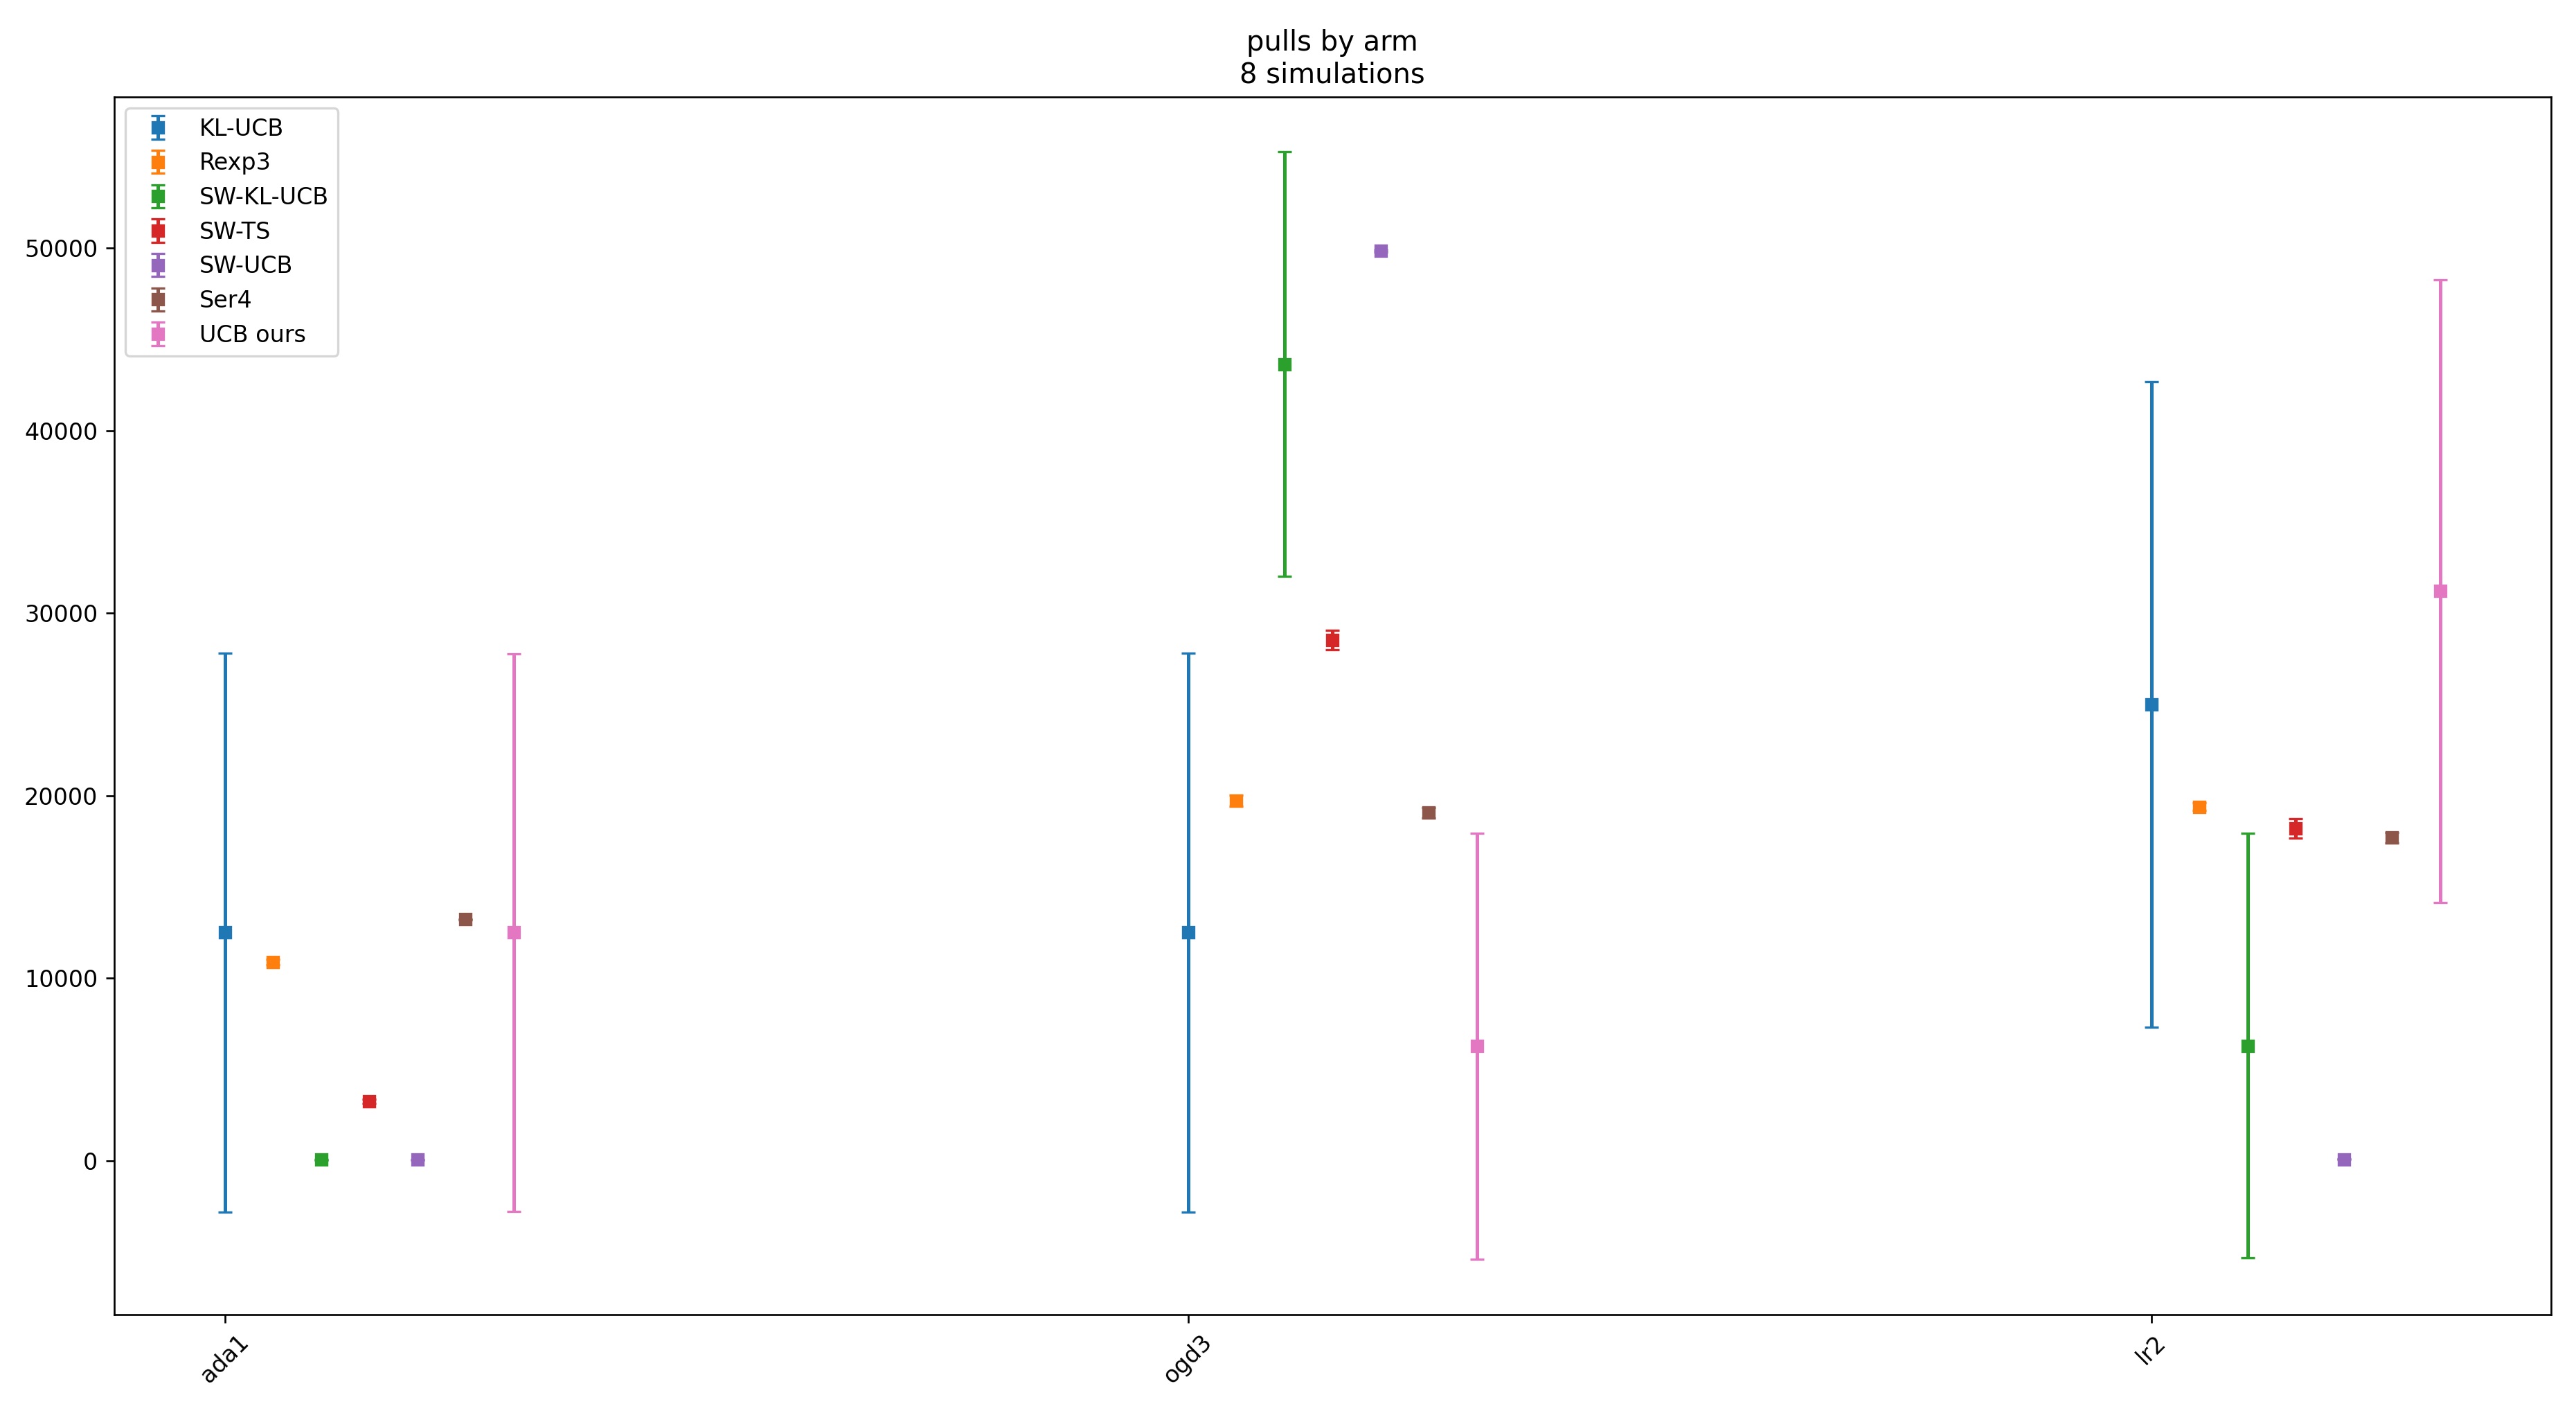 pulls by arm
8 simulations
KL-UCB
Rexp3
SW-KL-UCB
SW-TS
SW-UCB
Ser4
UCB ours
50000
40000
30000
20000
10000
0
ada1
ogd3
lr2